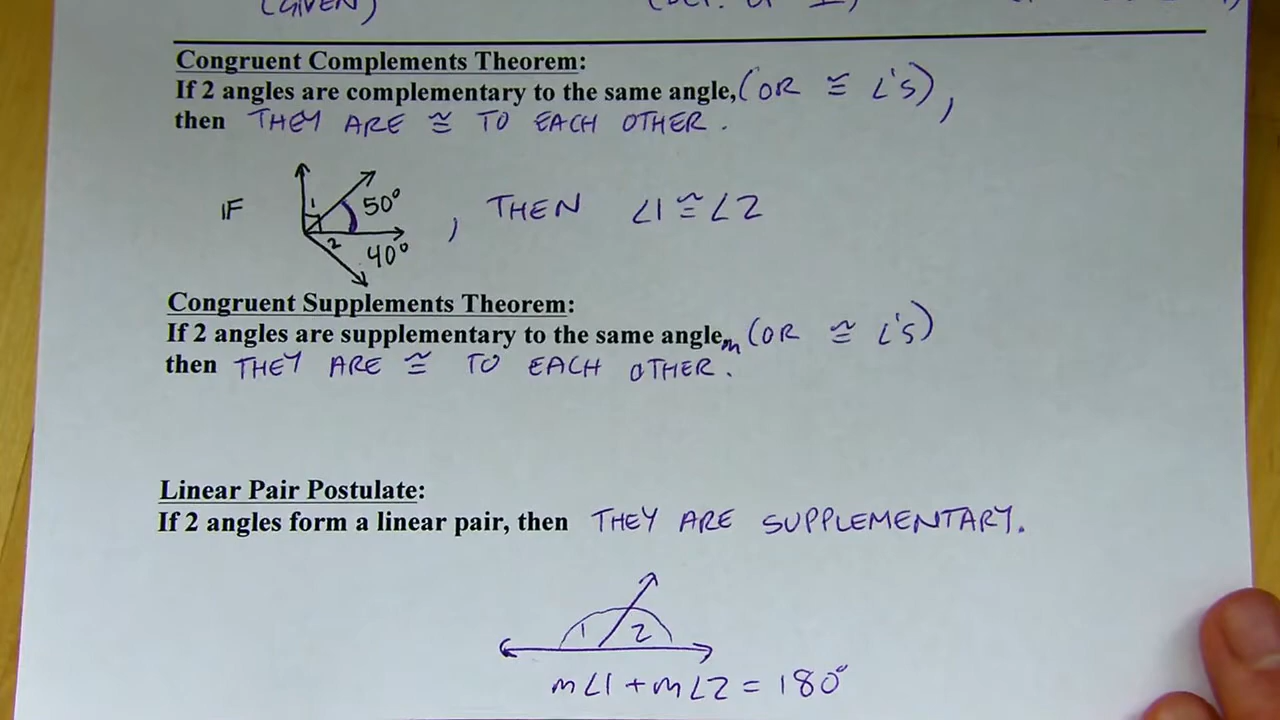 (GIVEN)
Congruent Complements Theorem:
If 2 angles are complementary to the same angle, (OR ≅ ∠'S),
then THEY ARE ≅ TO EACH OTHER.
IF 1 50° 2 40° , THEN ∠1 ≅ ∠2
Congruent Supplements Theorem:
If 2 angles are supplementary to the same angle, (OR ≅ ∠'S)
then THEY ARE ≅ TO EACH OTHER.
Linear Pair Postulate:
If 2 angles form a linear pair, then THEY ARE SUPPLEMENTARY.
1 2
m∠1 + m∠2 = 180°